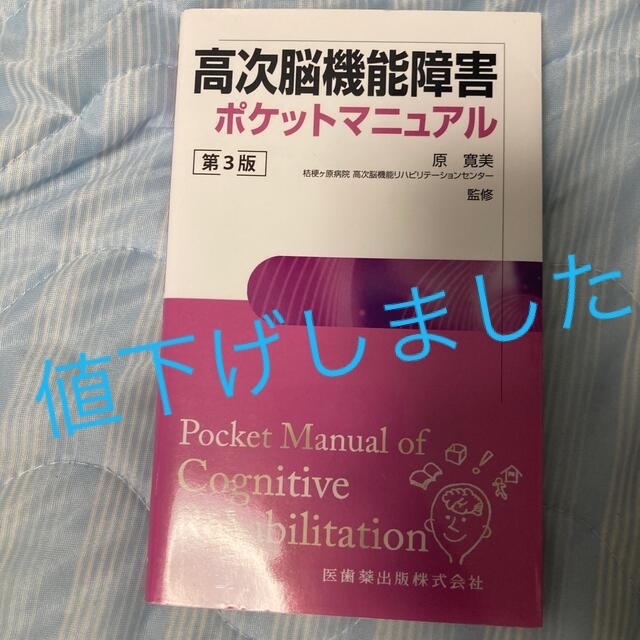 高次脳機能障害
ポケットマニュアル
第3版
原 寛美
桔梗ヶ原病院 高次脳機能リハビリテーションセンター
監修
値下げしました
Pocket Manual of
Cognitive
bilitation
医歯薬出版株式会社